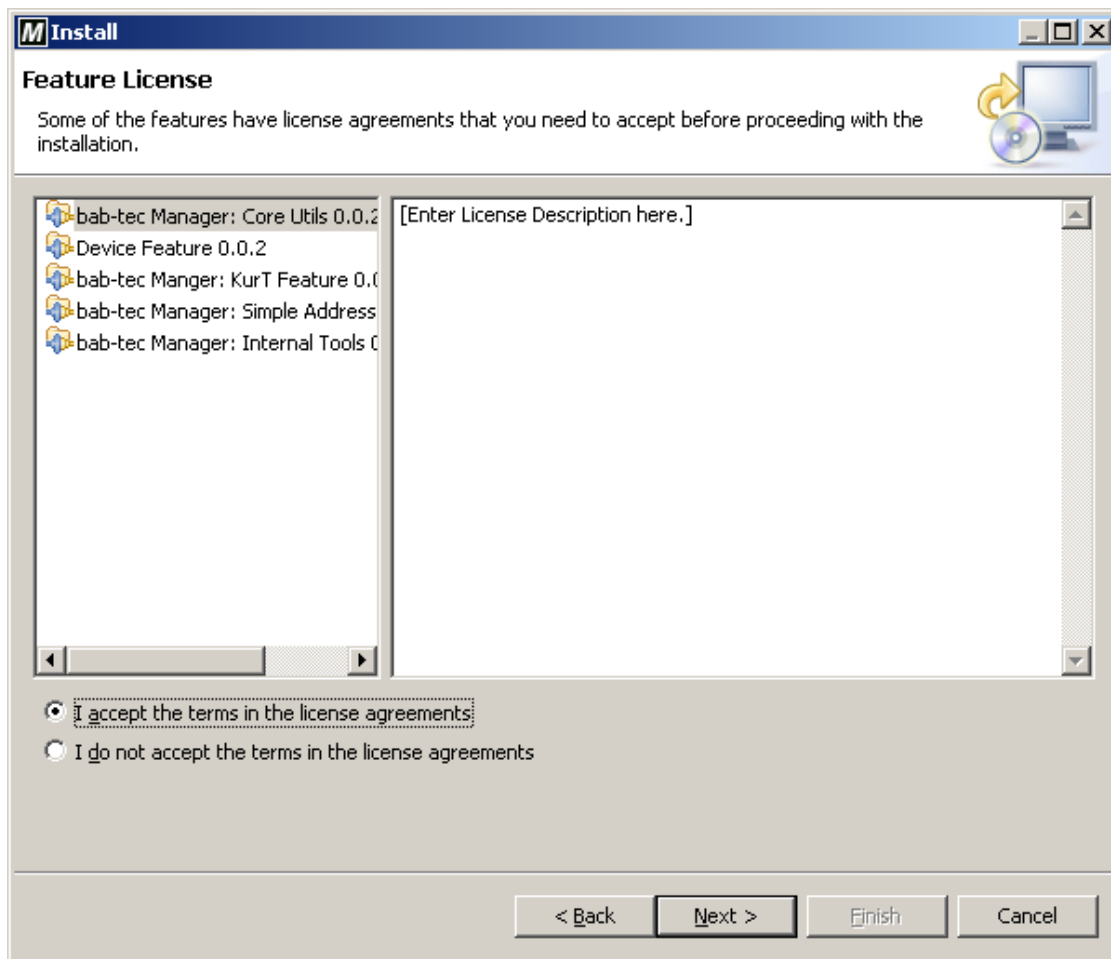 M Install
Feature License
Some of the features have license agreements that you need to accept before proceeding with the
installation.
bab-tec Manager: Core Utils 0.0.2
Device Feature 0.0.2
bab-tec Manger: KurT Feature 0.0
bab-tec Manager: Simple Address
bab-tec Manager: Internal Tools 0
[Enter License Description here.]
I accept the terms in the license agreements
I do not accept the terms in the license agreements
< Back Next > Finish Cancel